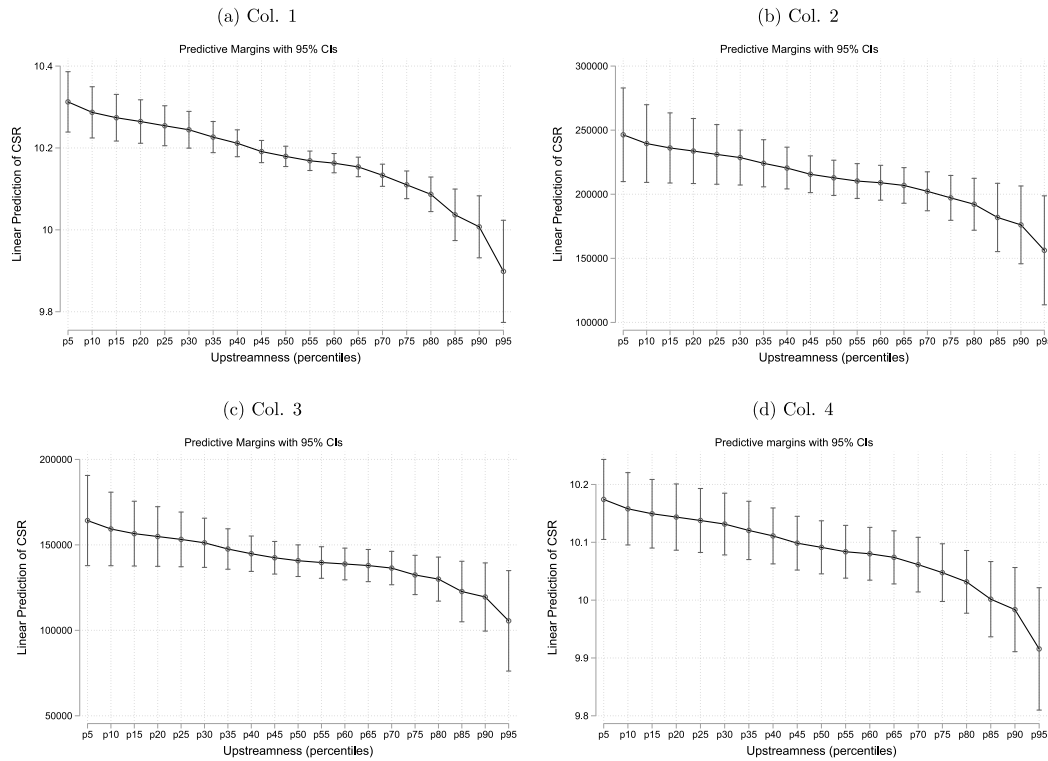 (a) Col. 1
Predictive Margins with 95% CIs
Linear Prediction of CSR
10.4
10.2
10
9.8
p5 p10 p15 p20 p25 p30 p35 p40 p45 p50 p55 p60 p65 p70 p75 p80 p85 p90 p95
Upstreamness (percentiles)
(b) Col. 2
Predictive Margins with 95% CIs
Linear Prediction of CSR
300000
250000
200000
150000
100000
p5 p10 p15 p20 p25 p30 p35 p40 p45 p50 p55 p60 p65 p70 p75 p80 p85 p90 p9
Upstreamness (percentiles)
(c) Col. 3
Predictive Margins with 95% CIs
Linear Prediction of CSR
200000
150000
100000
50000
p5 p10 p15 p20 p25 p30 p35 p40 p45 p50 p55 p60 p65 p70 p75 p80 p85 p90 p95
Upstreamness (percentiles)
(d) Col. 4
Predictive margins with 95% CIs
Linear Prediction of CSR
10.2
10.1
10
9.9
9.8
p5 p10 p15 p20 p25 p30 p35 p40 p45 p50 p55 p60 p65 p70 p75 p80 p85 p90 p95
Upstreamness (percentiles)